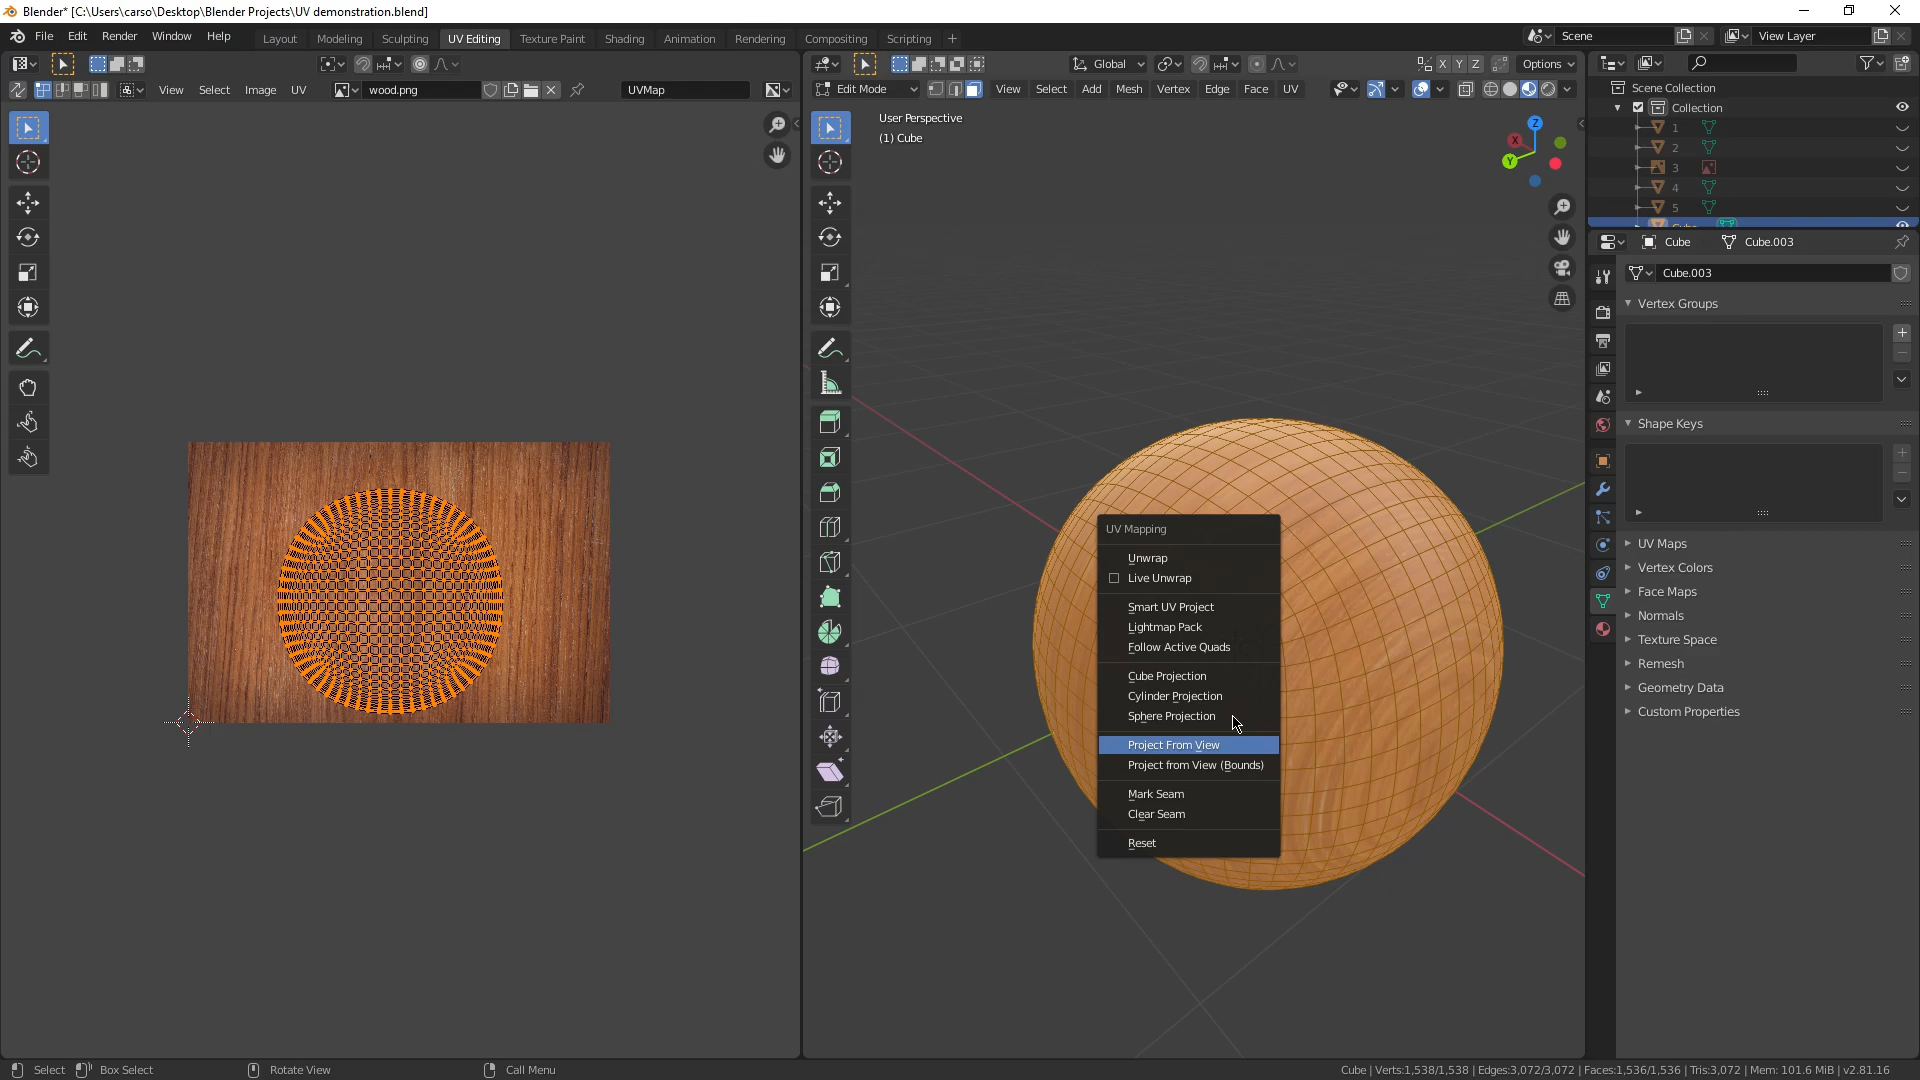 Blender* [C:\Users\carso\Desktop\Blender Projects\UV demonstration.blend]
File Edit Render Window Help
Layout Modeling Sculpting UV Editing Texture Paint Shading Animation Rendering Compositing Scripting +
Scene
View Layer
View Select Image UV
wood.png
UVMap
Global
X Y Z
Options
Edit Mode
View Select Add Mesh Vertex Edge Face UV
User Perspective
(1) Cube
Z
X
Y
Scene Collection
Collection
1
2
3
4
5
Cube Cube.003
Cube.003
Vertex Groups
Shape Keys
UV Maps
Vertex Colors
Face Maps
Normals
Texture Space
Remesh
Geometry Data
Custom Properties
UV Mapping
Unwrap
Live Unwrap
Smart UV Project
Lightmap Pack
Follow Active Quads
Cube Projection
Cylinder Projection
Sphere Projection
Project From View
Project from View (Bounds)
Mark Seam
Clear Seam
Reset
Select Box Select Rotate View Call Menu
Cube | Verts:1,538/1,538 | Edges:3,072/3,072 | Faces:1,536/1,536 | Tris:3,072 | Mem: 101.6 MiB | v2.81.16